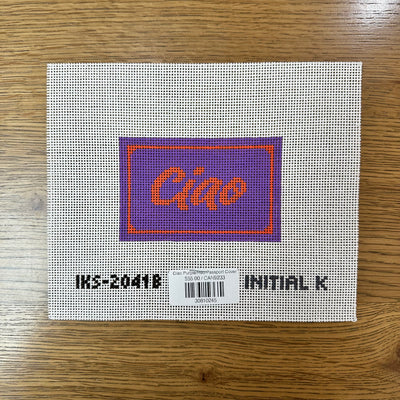 Ciao
IKS-2041B
INITIAL K